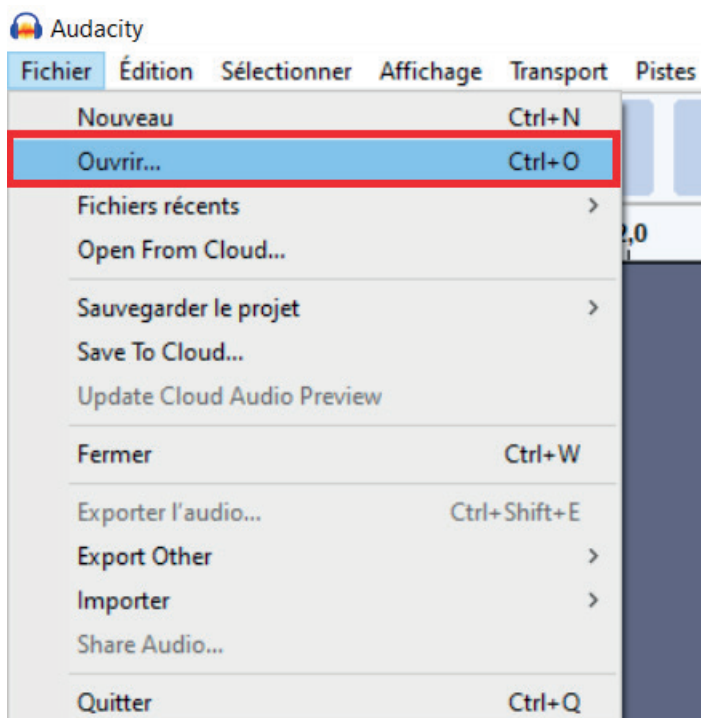 Audacity
Fichier Édition Sélectionner Affichage Transport Pistes
Nouveau Ctrl+N
Ouvrir... Ctrl+O
Fichiers récents >
2,0
Open From Cloud...
Sauvegarder le projet >
Save To Cloud...
Update Cloud Audio Preview
Fermer Ctrl+W
Exporter l'audio... Ctrl+Shift+E
Export Other >
Importer >
Share Audio...
Quitter Ctrl+Q